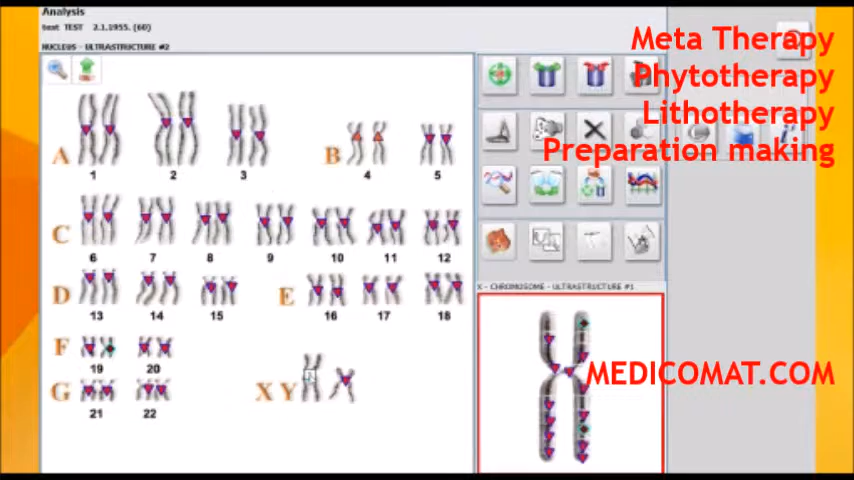 Analysis
test TEST 2.1.1955. (60)
NUCLEUS - ULTRASTRUCTURE #2
Meta Therapy
Phytotherapy
Lithotherapy
Preparation making
A
1
2
3
B
4
5
C
6
7
8
9
10
11
12
D
13
14
15
E
16
17
18
F
19
20
X Y
G
21
22
X - CHROMOSOME - ULTRASTRUCTURE #1
MEDICOMAT.COM